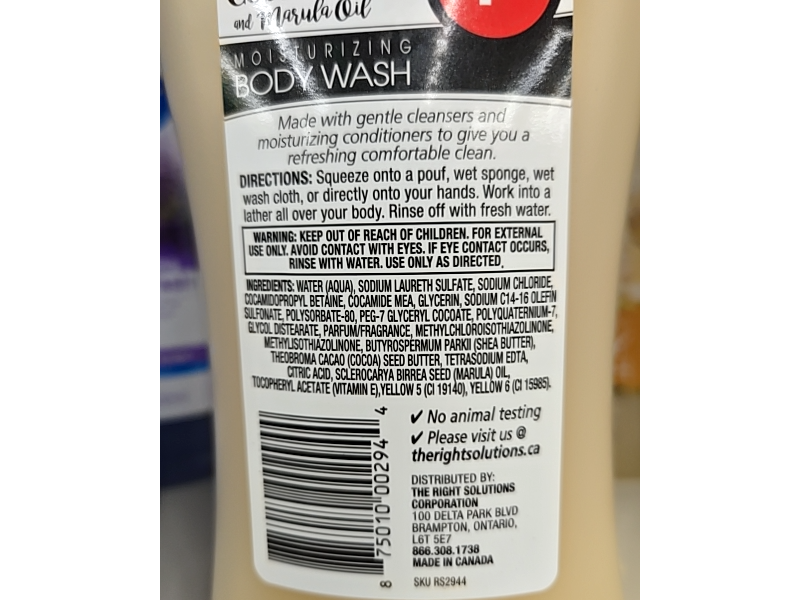 and Marula Oil
MOISTURIZING
BODY WASH
Made with gentle cleansers and
moisturizing conditioners to give you a
refreshing comfortable clean.
DIRECTIONS: Squeeze onto a pouf, wet sponge, wet
wash cloth, or directly onto your hands. Work into a
lather all over your body. Rinse off with fresh water.
WARNING: KEEP OUT OF REACH OF CHILDREN. FOR EXTERNAL
USE ONLY. AVOID CONTACT WITH EYES. IF EYE CONTACT OCCURS,
RINSE WITH WATER. USE ONLY AS DIRECTED.
INGREDIENTS: WATER (AQUA), SODIUM LAURETH SULFATE, SODIUM CHLORIDE,
COCAMIDOPROPYL BETAINE, COCAMIDE MEA, GLYCERIN, SODIUM C14-16 OLEFIN
SULFONATE, POLYSORBATE-80, PEG-7 GLYCERYL COCOATE, POLYQUATERNIUM-7,
GLYCOL DISTEARATE, PARFUM/FRAGRANCE, METHYLCHLOROISOTHIAZOLINONE,
METHYLISOTHIAZOLINONE, BUTYROSPERMUM PARKII (SHEA BUTTER),
THEOBROMA CACAO (COCOA) SEED BUTTER, TETRASODIUM EDTA,
CITRIC ACID, SCLEROCARYA BIRREA SEED (MARULA) OIL,
TOCOPHERYL ACETATE (VITAMIN E),YELLOW 5 (CI 19140), YELLOW 6 (CI 15985).
8 75010 00294 4
✔ No animal testing
✔ Please visit us @
therightsolutions.ca
DISTRIBUTED BY:
THE RIGHT SOLUTIONS
CORPORATION
100 DELTA PARK BLVD
BRAMPTON, ONTARIO,
L6T 5E7
866.308.1738
MADE IN CANADA
SKU RS2944